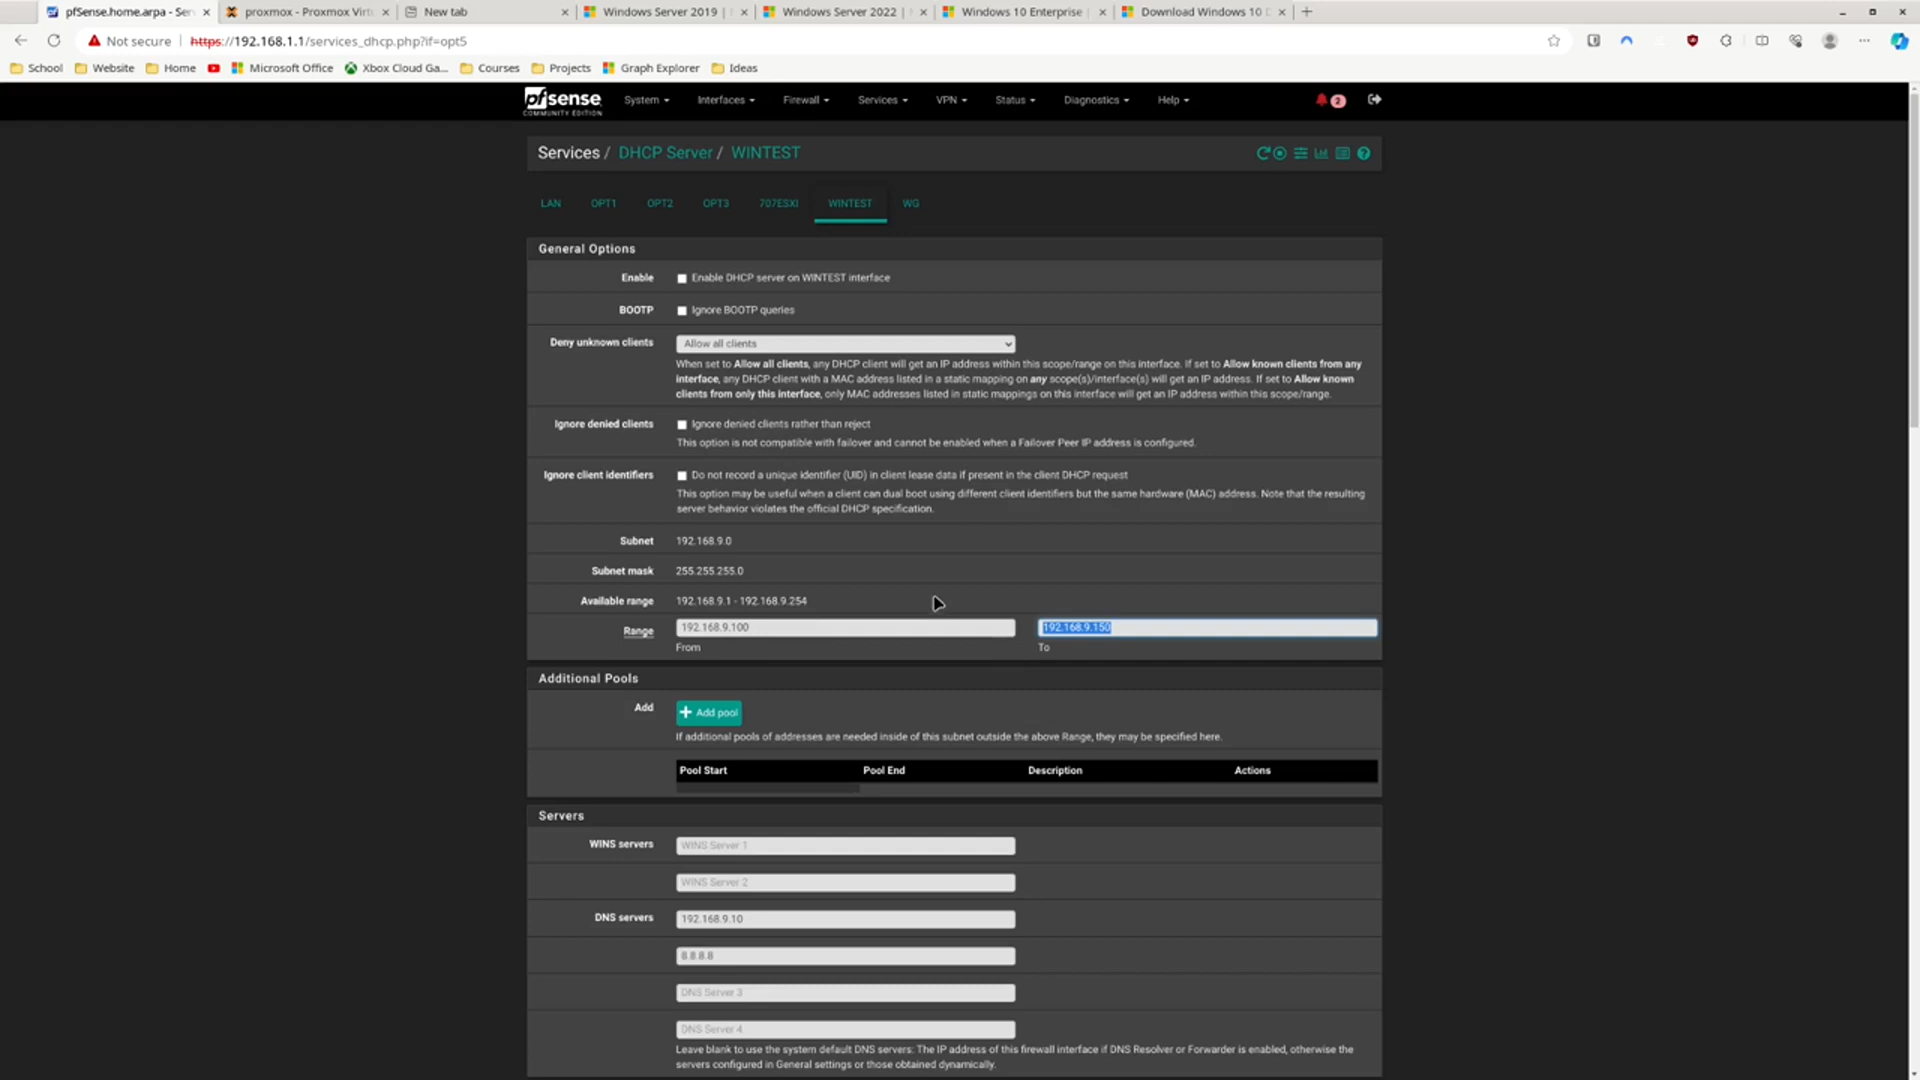 pfSense.home.arpa - Ser
proxmox - Proxmox Virtu
New tab
Windows Server 2019 |
Windows Server 2022 |
Windows 10 Enterprise
Download Windows 10
Not secure
https://192.168.1.1/services_dhcp.php?if=opt5
School
Website
Home
Microsoft Office
Xbox Cloud Ga...
Courses
Projects
Graph Explorer
Ideas
pfsense
COMMUNITY EDITION
System
Interfaces
Firewall
Services
VPN
Status
Diagnostics
Help
2
Services / DHCP Server / WINTEST
LAN
OPT1
OPT2
OPT3
707ESXI
WINTEST
WG
General Options
Enable
Enable DHCP server on WINTEST interface
BOOTP
Ignore BOOTP queries
Deny unknown clients
Allow all clients
When set to Allow all clients, any DHCP client will get an IP address within this scope/range on this interface. If set to Allow known clients from any
interface, any DHCP client with a MAC address listed in a static mapping on any scope(s)/interface(s) will get an IP address. If set to Allow known
clients from only this interface, only MAC addresses listed in static mappings on this interface will get an IP address within this scope/range.
Ignore denied clients
Ignore denied clients rather than reject
This option is not compatible with failover and cannot be enabled when a Failover Peer IP address is configured.
Ignore client identifiers
Do not record a unique identifier (UID) in client lease data if present in the client DHCP request
This option may be useful when a client can dual boot using different client identifiers but the same hardware (MAC) address. Note that the resulting
server behavior violates the official DHCP specification.
Subnet
192.168.9.0
Subnet mask
255.255.255.0
Available range
192.168.9.1 - 192.168.9.254
Range
192.168.9.100
192.168.9.150
From
To
Additional Pools
Add
Add pool
If additional pools of addresses are needed inside of this subnet outside the above Range, they may be specified here.
Pool Start
Pool End
Description
Actions
Servers
WINS servers
WINS Server 1
WINS Server 2
DNS servers
192.168.9.10
8.8.8.8
DNS Server 3
DNS Server 4
Leave blank to use the system default DNS servers: The IP address of this firewall interface if DNS Resolver or Forwarder is enabled, otherwise the
servers configured in General settings or those obtained dynamically.